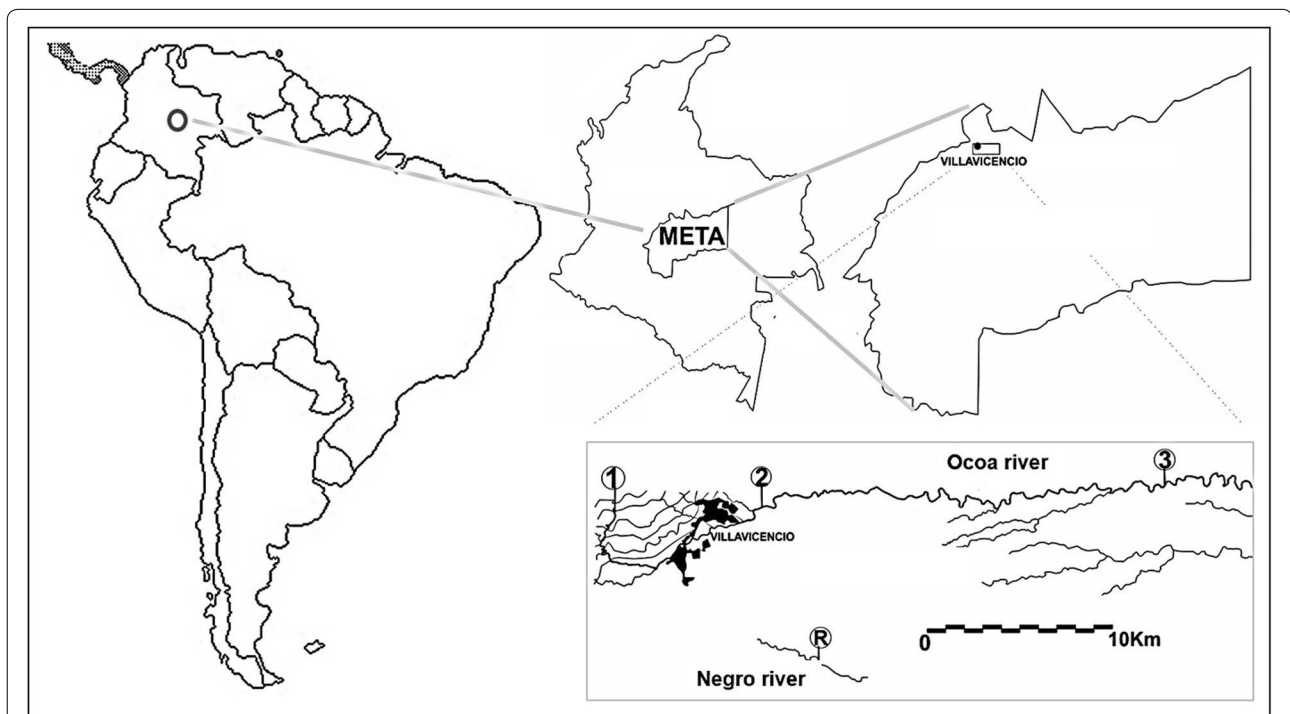 VILLAVICENCIO
META
Ocoa river
1
2
3
VILLAVICENCIO
R
0
10Km
Negro river